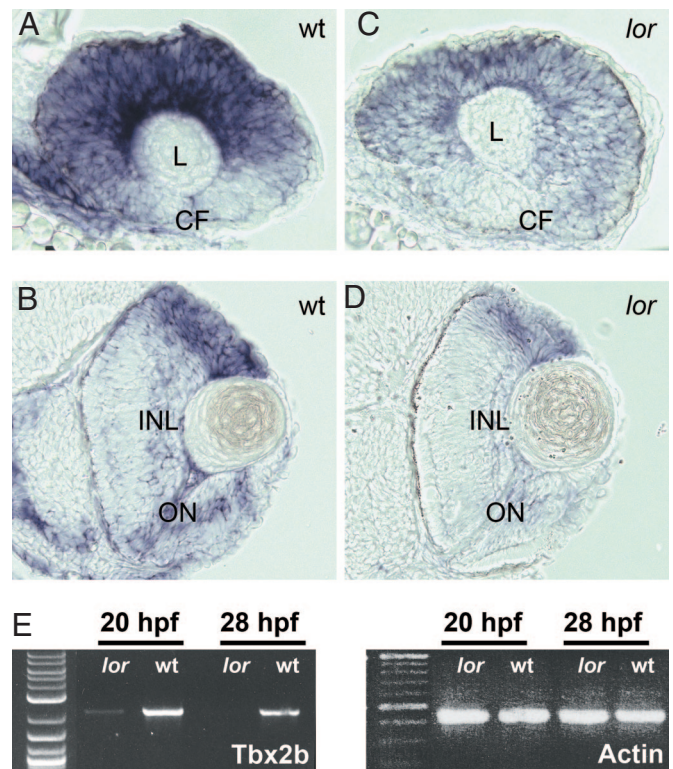 A wt
L
CF
C lor
L
CF
B wt
INL
ON
D lor
INL
ON
E
20 hpf 28 hpf
lor wt lor wt
Tbx2b
20 hpf 28 hpf
lor wt lor wt
Actin